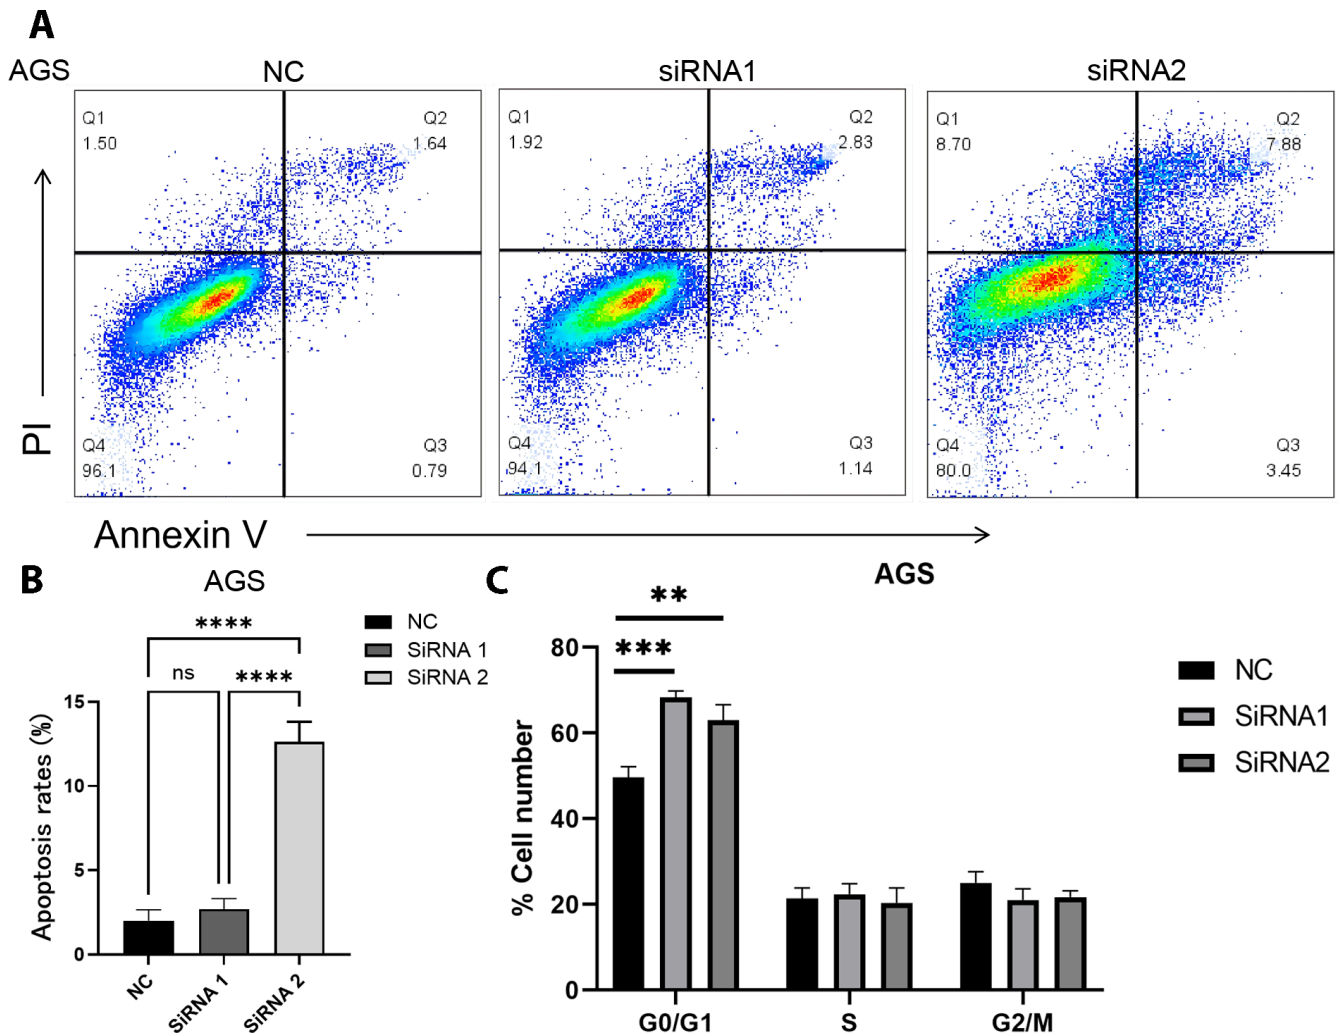 A
AGS
NC
siRNA1
siRNA2
Q1
1.50
Q2
1.64
Q4
96.1
Q3
0.79
Q1
1.92
Q2
2.83
Q4
94.1
Q3
1.14
Q1
8.70
Q2
7.88
Q4
80.0
Q3
3.45
PI
Annexin V
B
AGS
****
ns
****
NC
SiRNA 1
SiRNA 2
Apoptosis rates (%)
15
10
5
0
NC
SiRNA 1
SiRNA 2
C
AGS
**
***
% Cell number
80
60
40
20
0
G0/G1
S
G2/M
NC
SiRNA1
SiRNA2